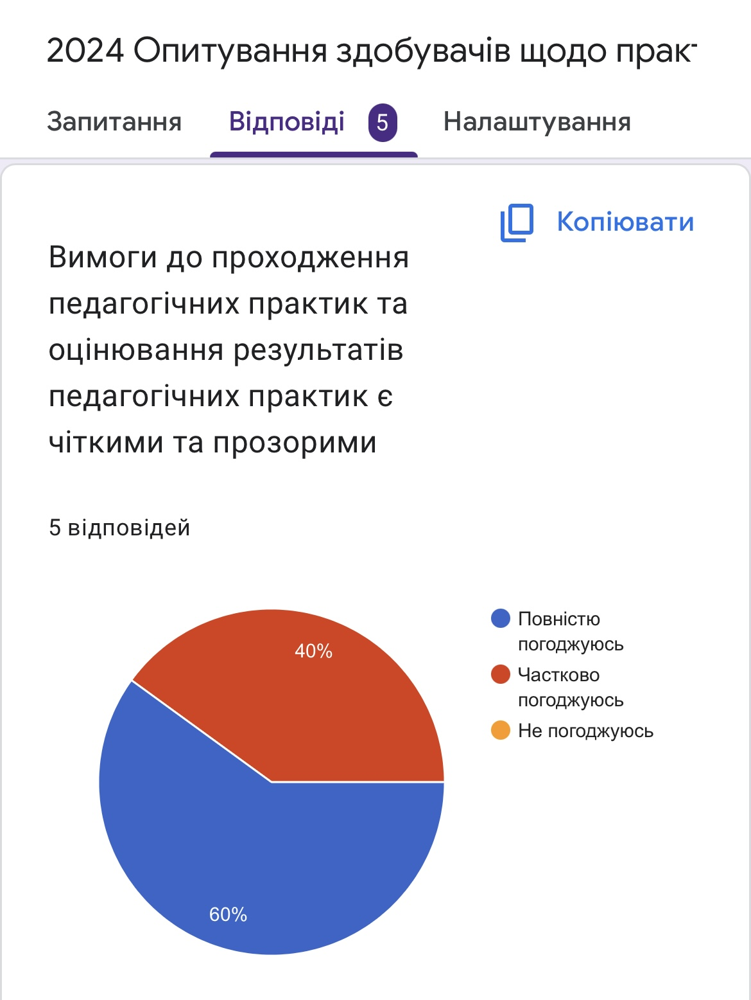 2024 Опитування здобувачів щодо практ
Запитання
Відповіді 5
Налаштування
Копіювати
Вимоги до проходження
педагогічних практик та
оцінювання результатів
педагогічних практик є
чіткими та прозорими
5 відповідей
40%
60%
Повністю
погоджуюсь
Частково
погоджуюсь
Не погоджуюсь